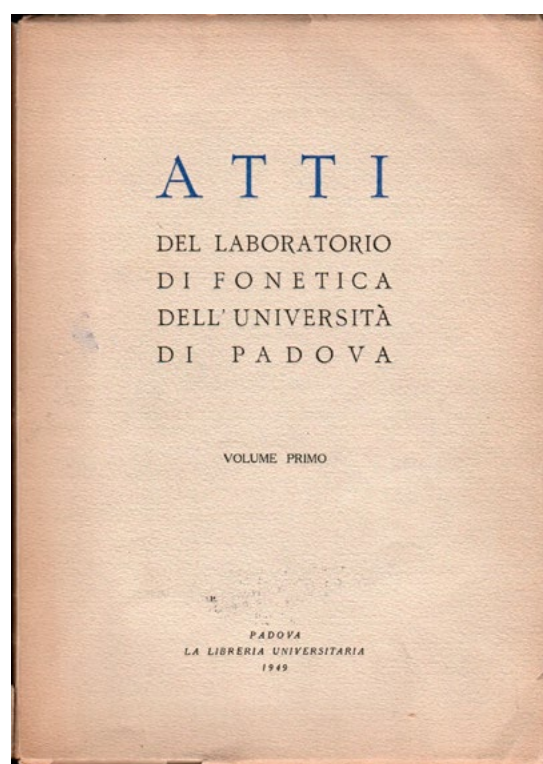 ATTI
DEL LABORATORIO
DI FONETICA
DELL'UNIVERSITÀ
DI PADOVA
VOLUME PRIMO
PADOVA
LA LIBRERIA UNIVERSITARIA
1949